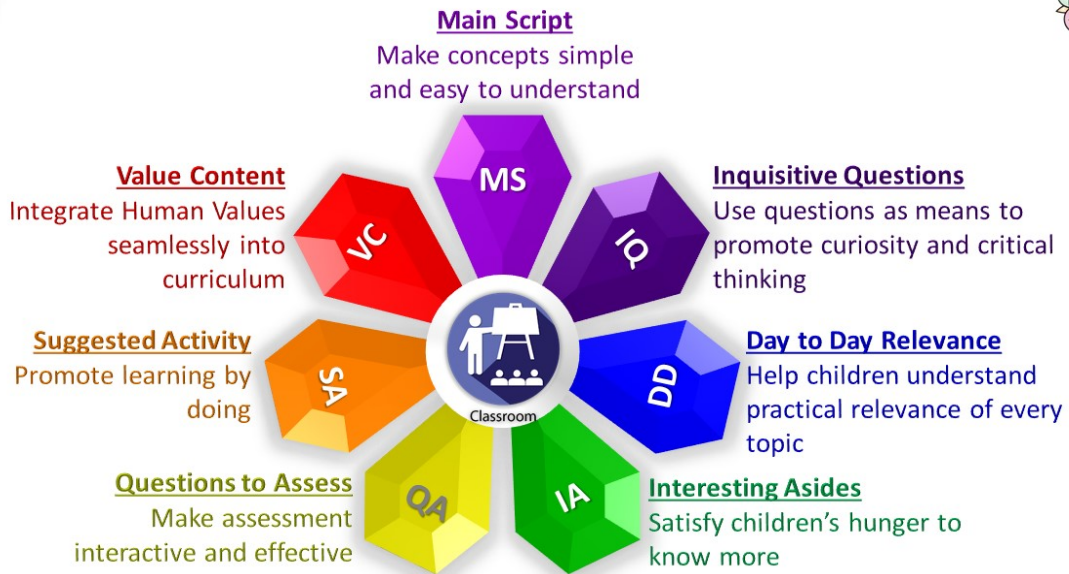 Main Script
Make concepts simple
and easy to understand
MS
Inquisitive Questions
Use questions as means to
promote curiosity and critical
thinking
IQ
Day to Day Relevance
Help children understand
practical relevance of every
topic
DD
Interesting Asides
Satisfy children’s hunger to
know more
IA
Questions to Assess
Make assessment
interactive and effective
QA
Suggested Activity
Promote learning by
doing
SA
Value Content
Integrate Human Values
seamlessly into
curriculum
VC
Classroom